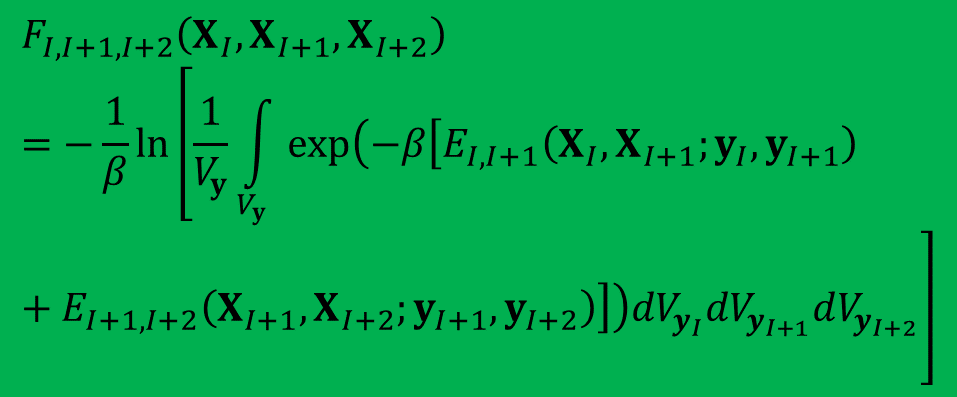 F_{I,I+1,I+2}(𝐗_I, 𝐗_{I+1}, 𝐗_{I+2})
= − \frac{1}{β} ln [ \frac{1}{V_𝐲} ∫_{V_𝐲} exp(−β[E_{I,I+1}(𝐗_I, 𝐗_{I+1}; 𝐲_I, 𝐲_{I+1})
+ E_{I+1,I+2}(𝐗_{I+1}, 𝐗_{I+2}; 𝐲_{I+1}, 𝐲_{I+2})])dV_{𝒚_I} dV_{𝒚_{I+1}} dV_{𝒚_{I+2}} ]